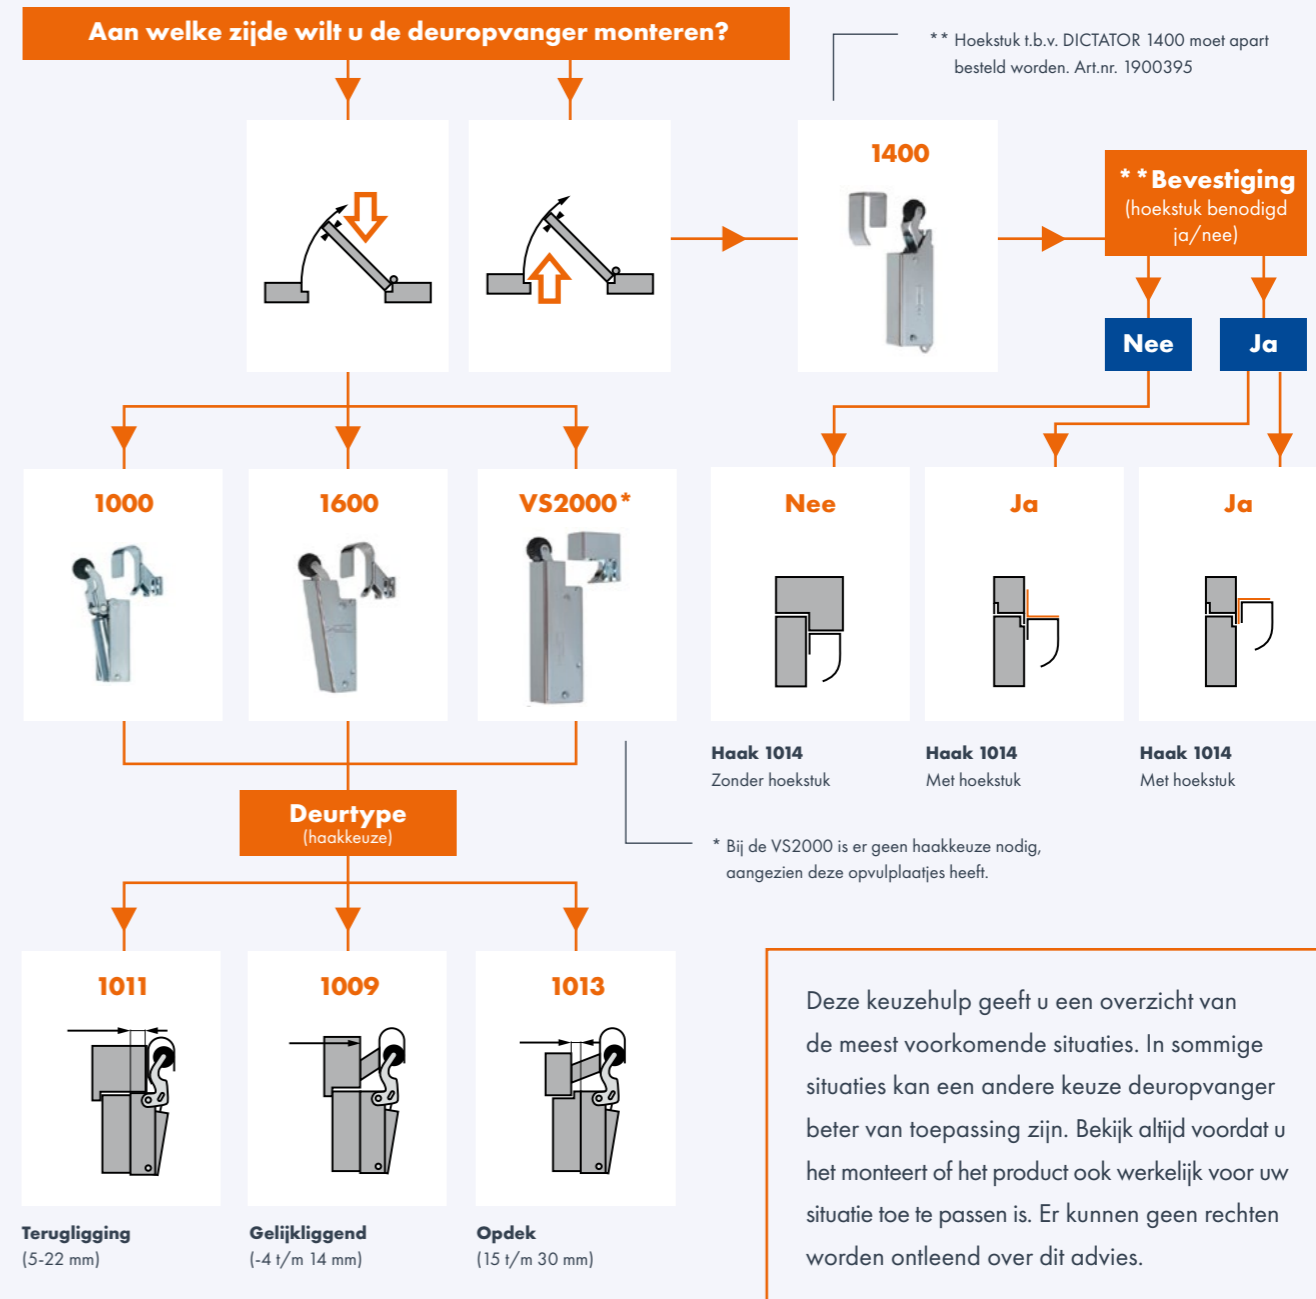 Aan welke zijde wilt u de deuropvanger monteren?
** Hoekstuk t.b.v. DICTATOR 1400 moet apart
besteld worden. Art.nr. 1900395
1400
**Bevestiging
(hoekstuk benodigd
ja/nee)
Nee
Ja
1000
1600
VS2000*
Nee
Ja
Ja
Haak 1014
Zonder hoekstuk
Haak 1014
Met hoekstuk
Haak 1014
Met hoekstuk
Deurtype
(haakkeuze)
* Bij de VS2000 is er geen haakkeuze nodig,
aangezien deze opvulplaatjes heeft.
1011
1009
1013
Terugligging
(5-22 mm)
Gelijkliggend
(-4 t/m 14 mm)
Opdek
(15 t/m 30 mm)
Deze keuzehulp geeft u een overzicht van
de meest voorkomende situaties. In sommige
situaties kan een andere keuze deuropvanger
beter van toepassing zijn. Bekijk altijd voordat u
het monteert of het product ook werkelijk voor uw
situatie toe te passen is. Er kunnen geen rechten
worden ontleend over dit advies.